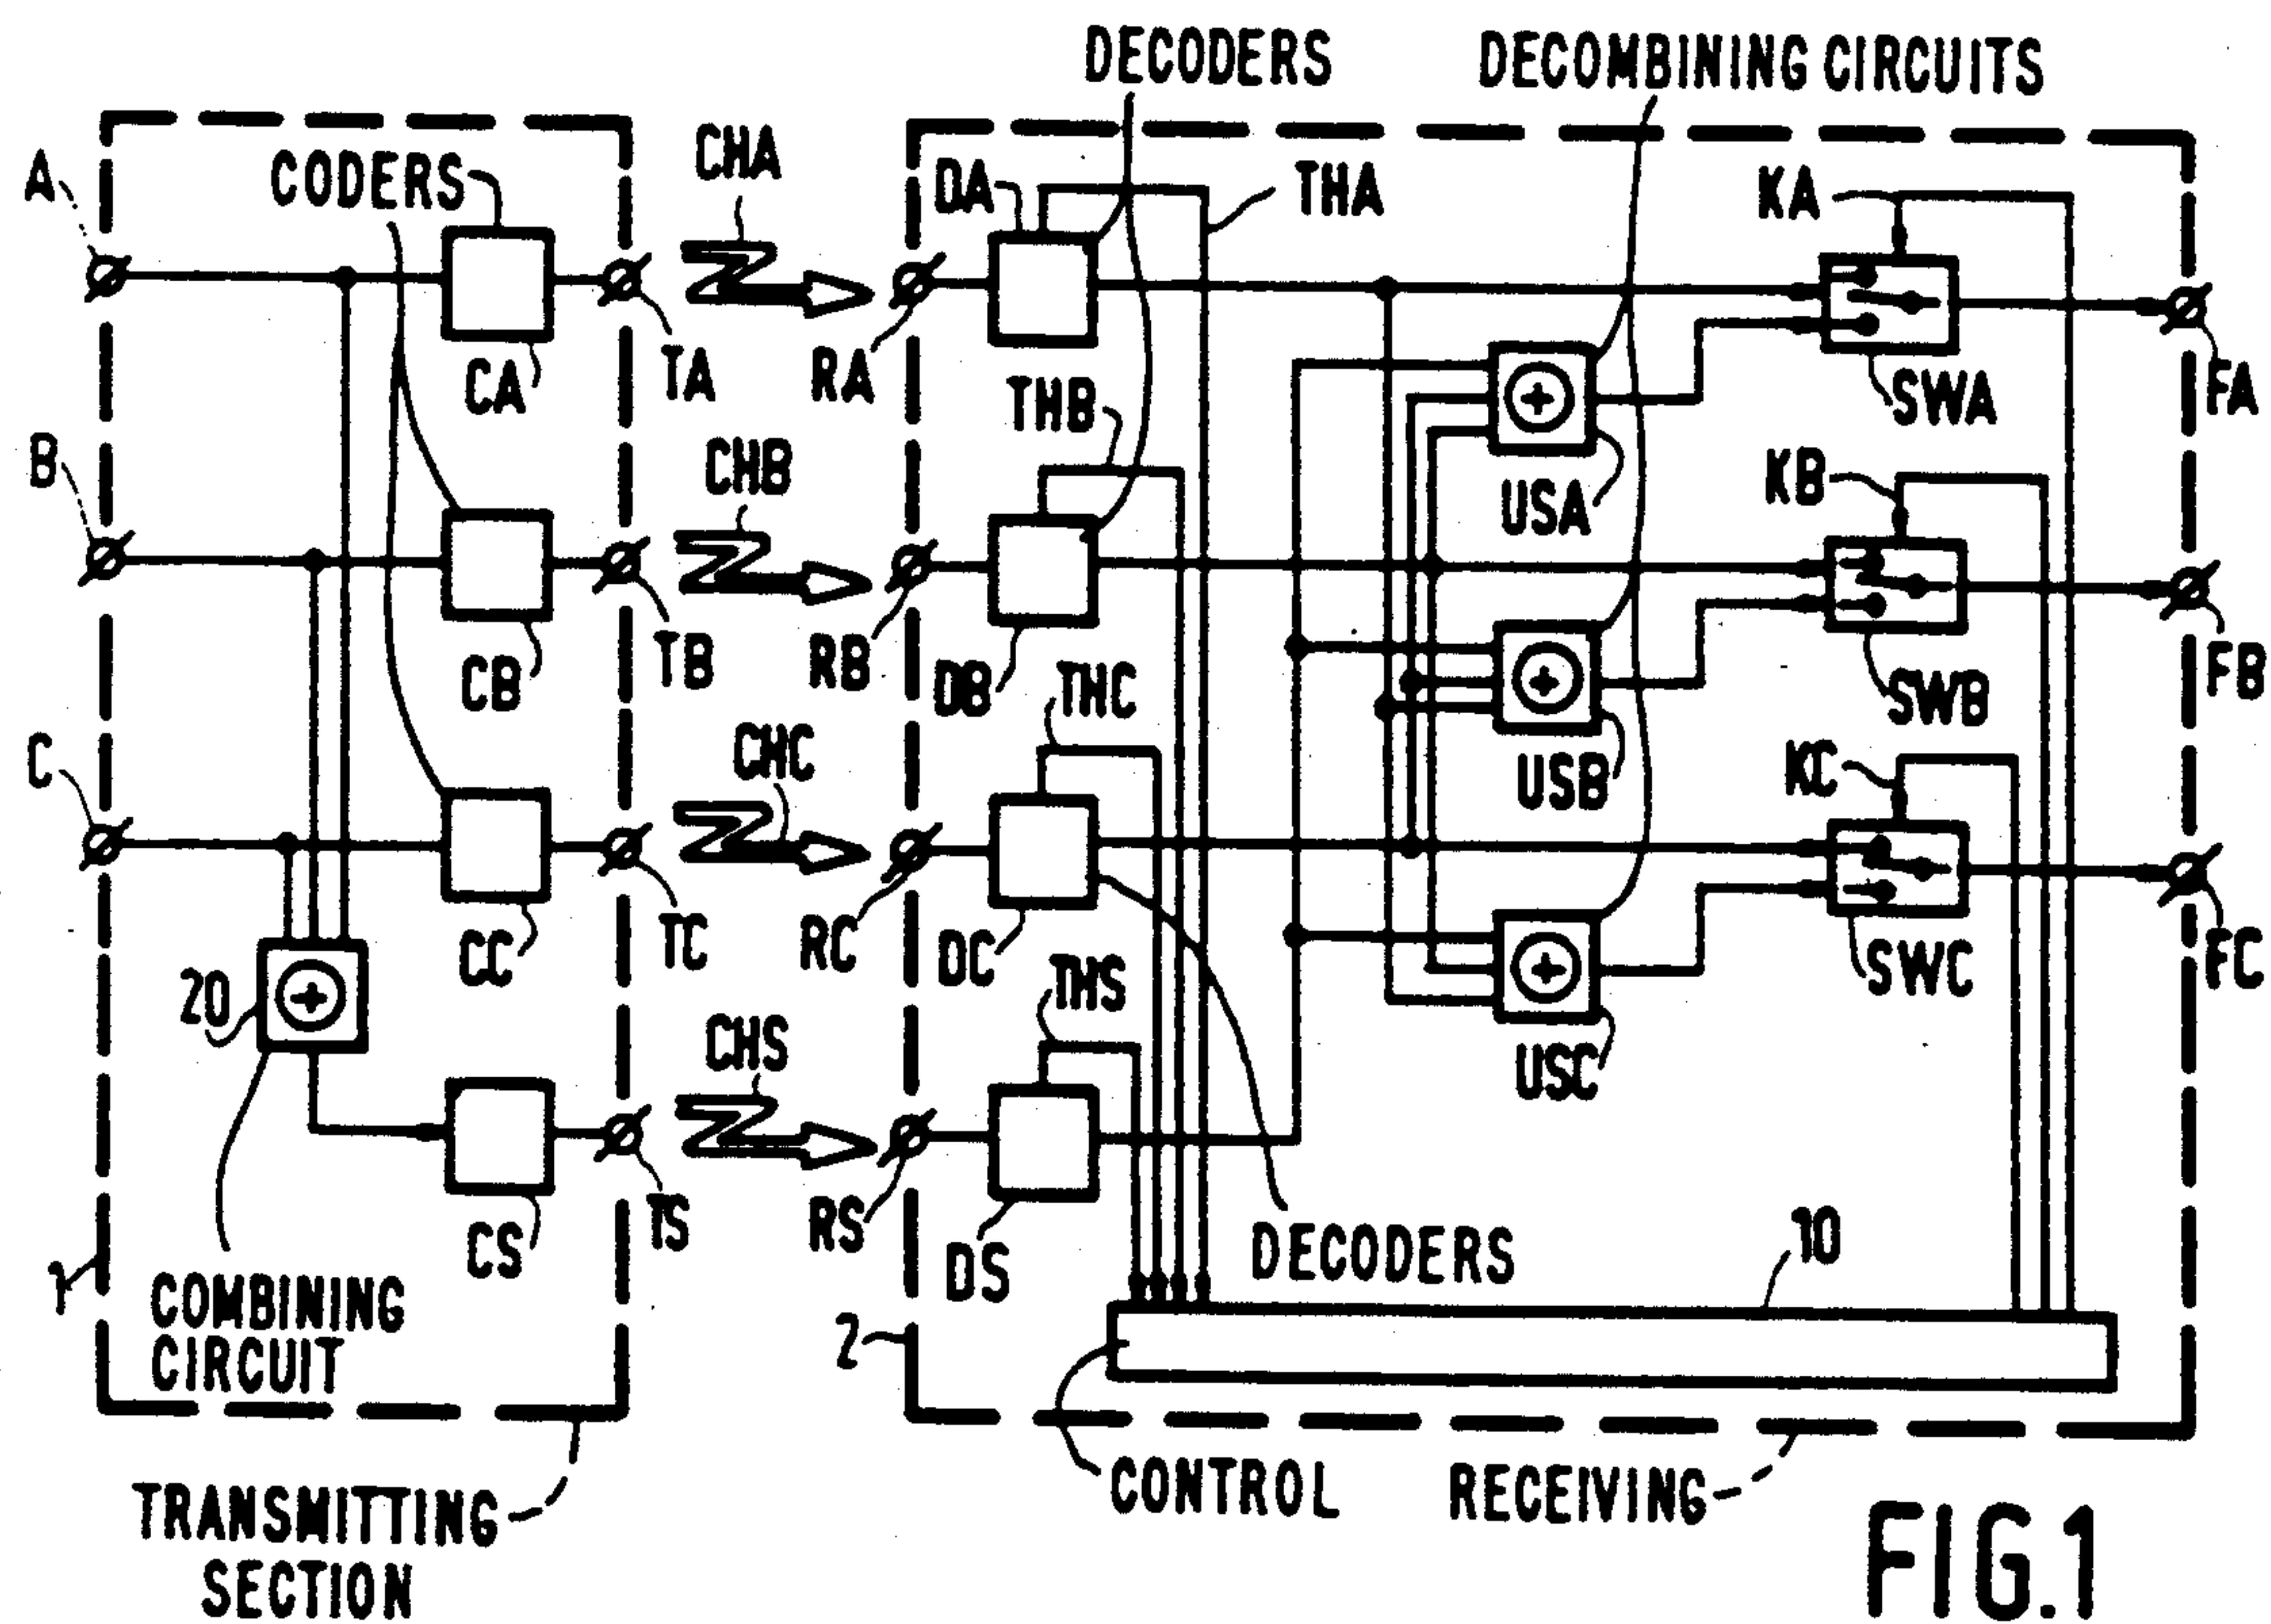 DECODERS
DECOMBINING CIRCUITS
A
CODERS
CHA
DA
THA
KA
CA
TA
RA
THB
SWA
FA
B
CHB
USA
KB
CB
TB
RB
DB
THC
USB
SWB
FB
C
CHC
KC
CC
TC
RC
DC
THS
SWC
FC
20
CHS
USC
CS
TS
RS
DS
DECODERS
10
1
COMBINING
CIRCUIT
2
TRANSMITTING
SECTION
CONTROL
RECEIVING
FIG.1